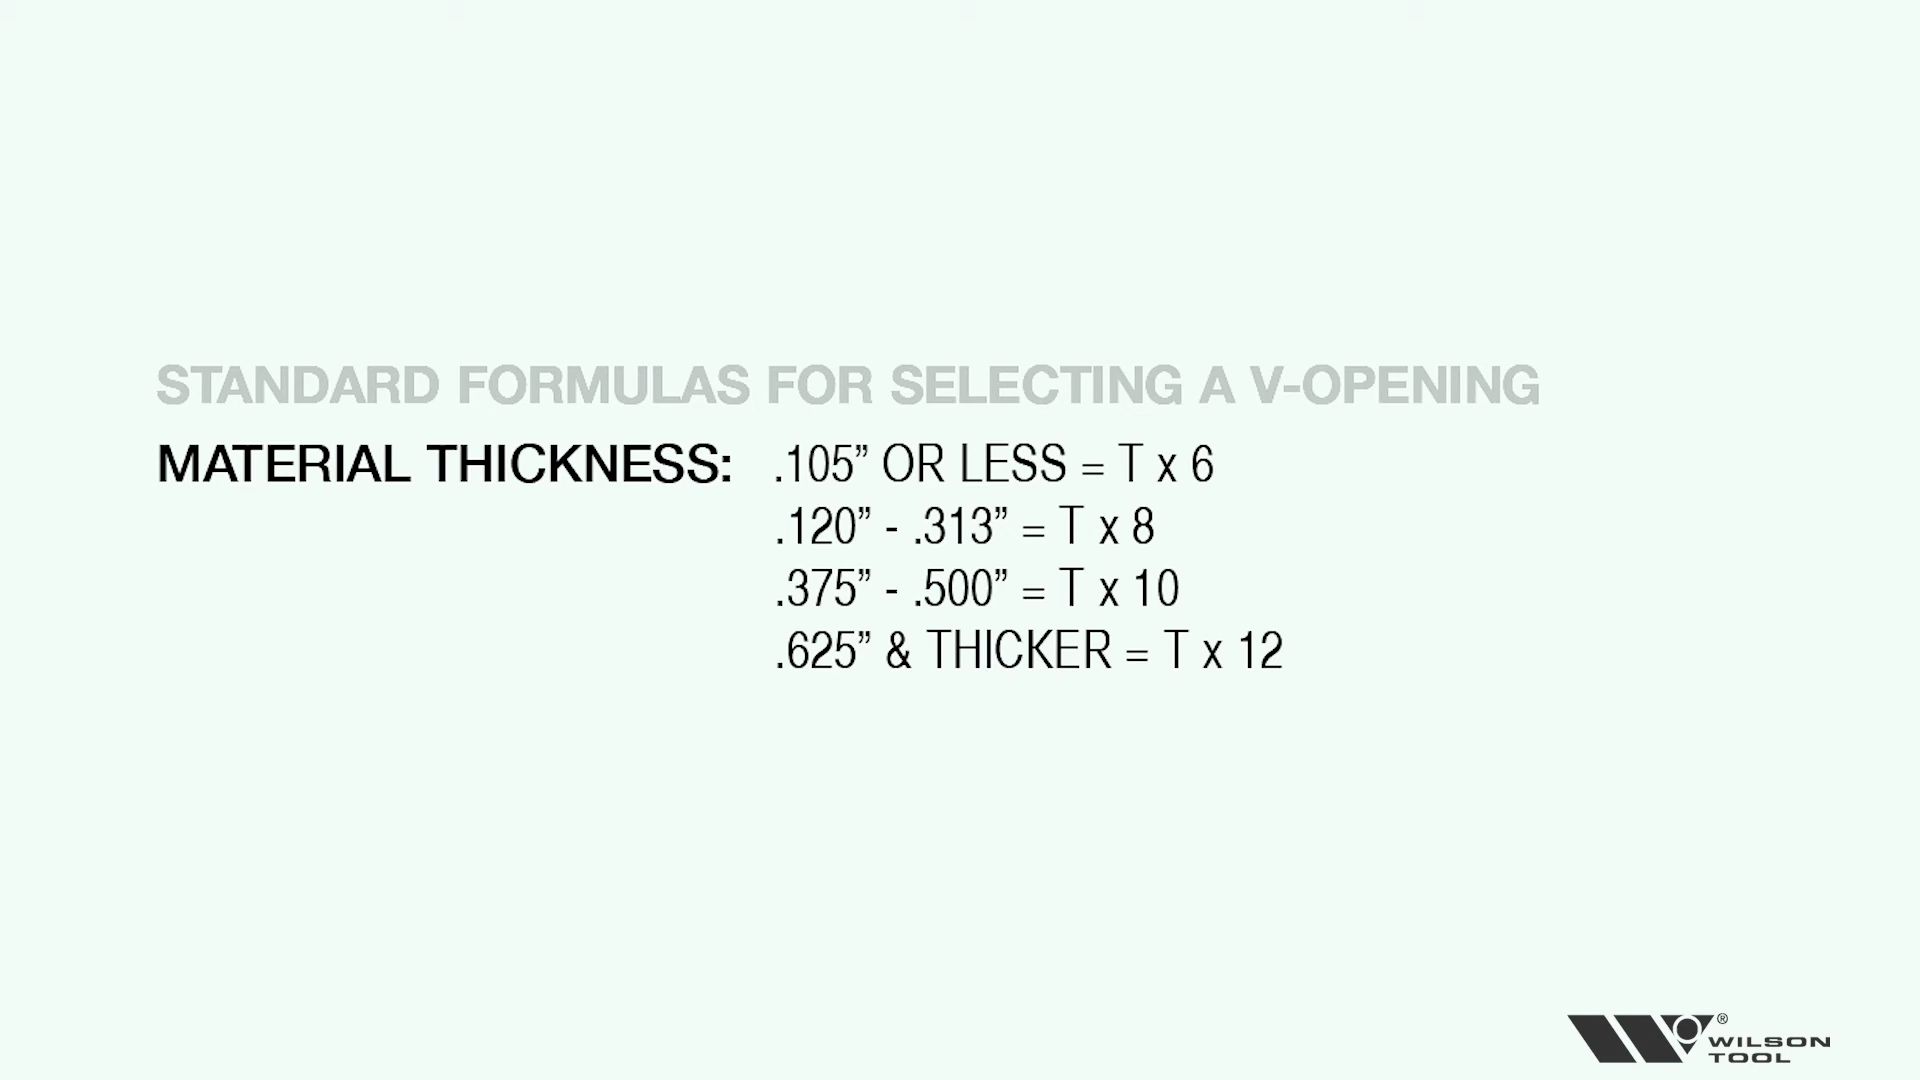 STANDARD FORMULAS FOR SELECTING A V-OPENING
MATERIAL THICKNESS: .105” OR LESS = T x 6
.120” - .313” = T x 8
.375” - .500” = T x 10
.625” & THICKER = T x 12
®
WILSON
TOOL